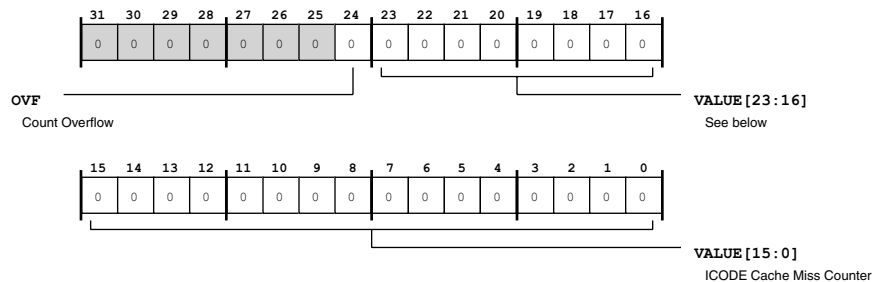 31 30 29 28 27 26 25 24 23 22 21 20 19 18 17 16
0 0 0 0 0 0 0 0 0 0 0 0 0 0 0 0
OVF
Count Overflow
VALUE[23:16]
See below
15 14 13 12 11 10 9 8 7 6 5 4 3 2 1 0
0 0 0 0 0 0 0 0 0 0 0 0 0 0 0 0
VALUE[15:0]
ICODE Cache Miss Counter